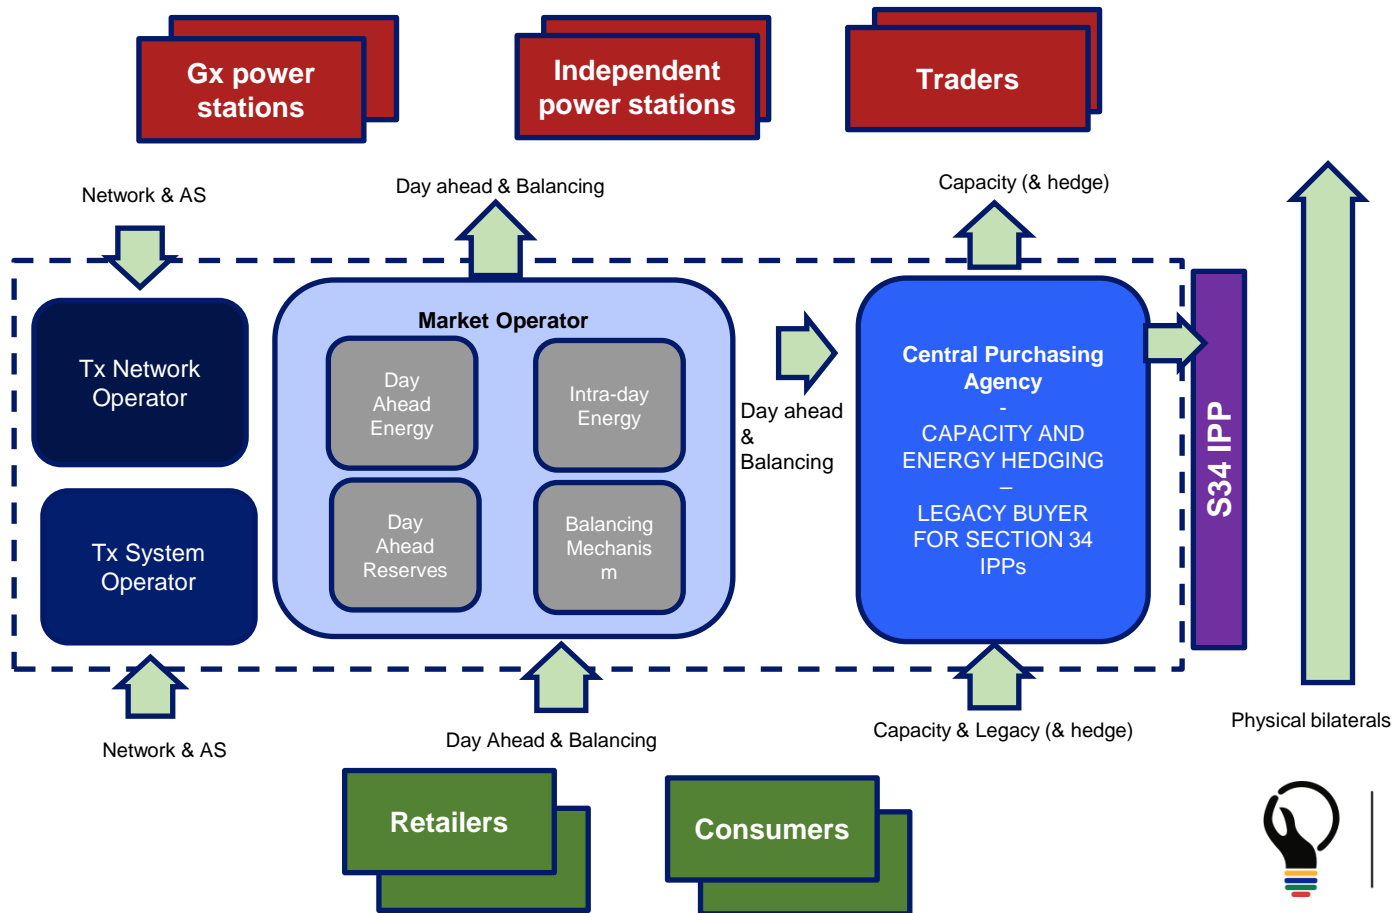 Gx power
stations
Independent
power stations
Traders
Network & AS
Day ahead & Balancing
Capacity (& hedge)
Tx Network
Operator
Tx System
Operator
Market Operator
Day
Ahead
Energy
Intra-day
Energy
Day
Ahead
Reserves
Balancing
Mechanis
m
Day ahead
&
Balancing
Central Purchasing
Agency
-
CAPACITY AND
ENERGY HEDGING
–
LEGACY BUYER
FOR SECTION 34
IPPs
S34 IPP
Network & AS
Day Ahead & Balancing
Capacity & Legacy (& hedge)
Physical bilaterals
Retailers
Consumers